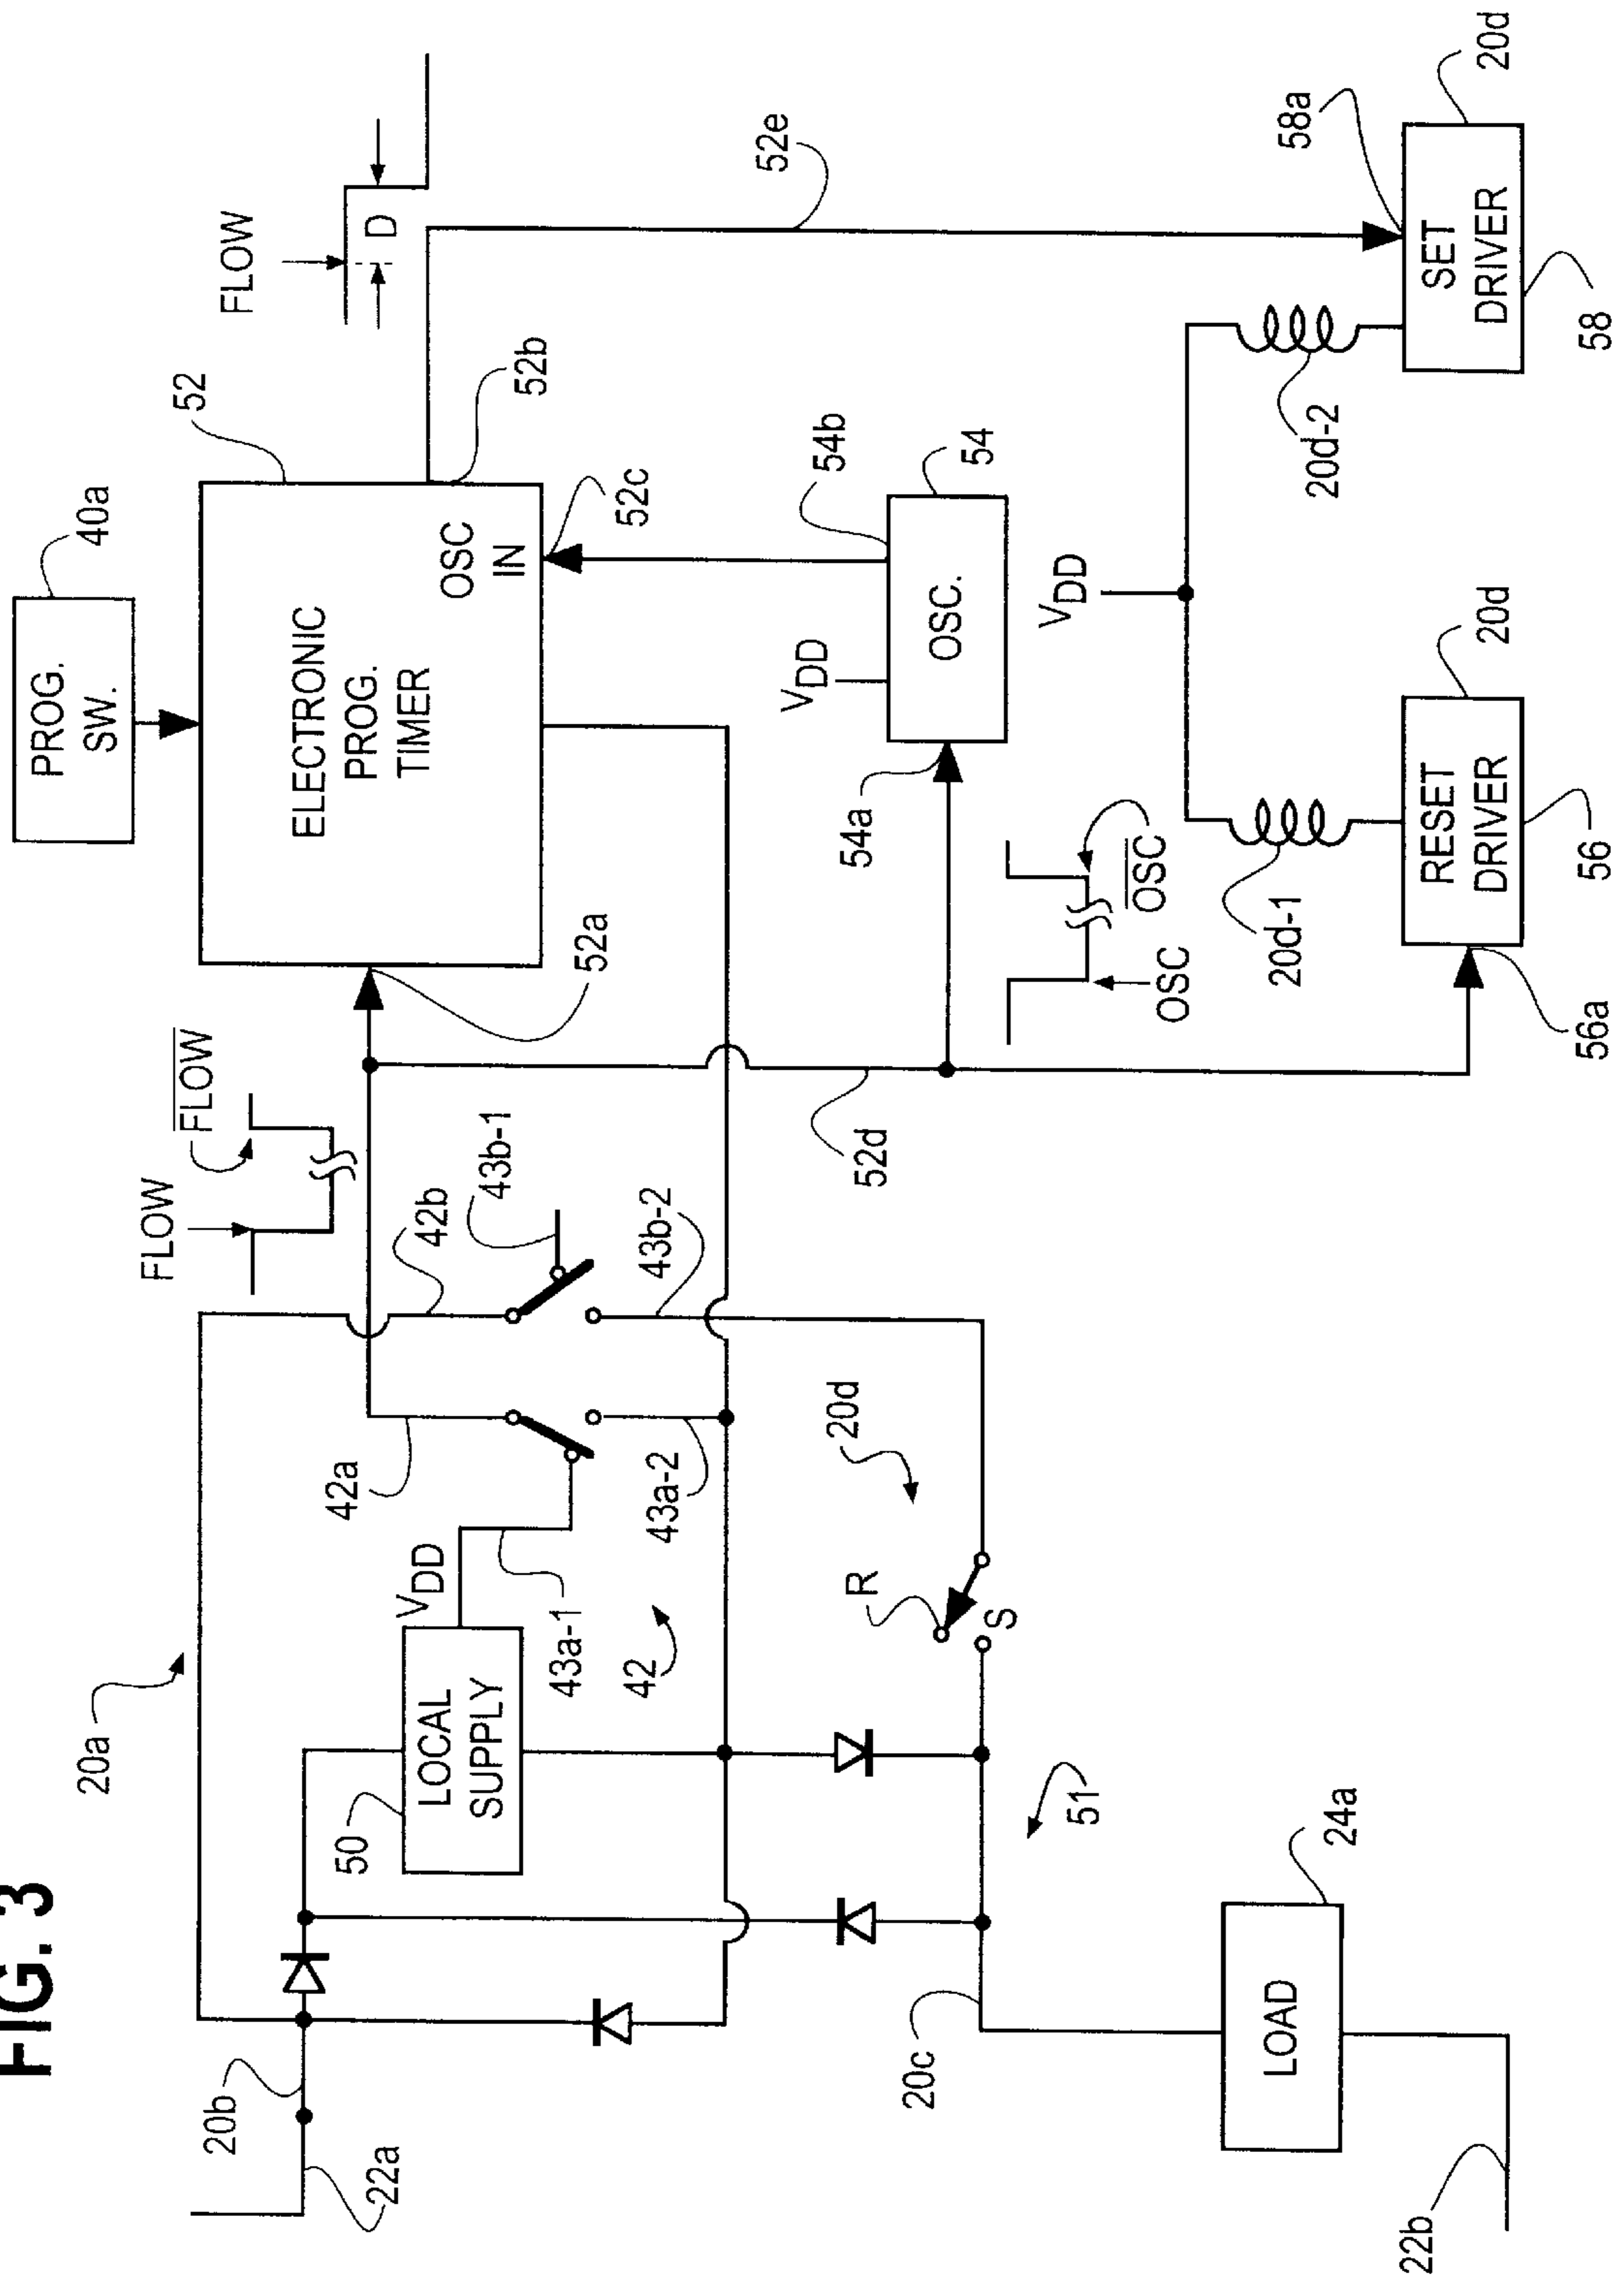 FIG. 3
20a
20b
22a
50
LOCAL
SUPPLY
V DD
43a-1
42
42a
43a-2
42b
43b-1
43b-2
FLOW
F̅L̅O̅W̅
52a
52d
PROG.
SW.
40a
ELECTRONIC
PROG.
TIMER
OSC
IN
52
52b
52c
FLOW
D
52e
20d
R
S
51
20c
LOAD
24a
22b
V DD
OSC.
54
54a
54b
OSC
O̅S̅C̅
V DD
20d-1
20d-2
RESET
DRIVER
20d
56
56a
SET
DRIVER
20d
58
58a